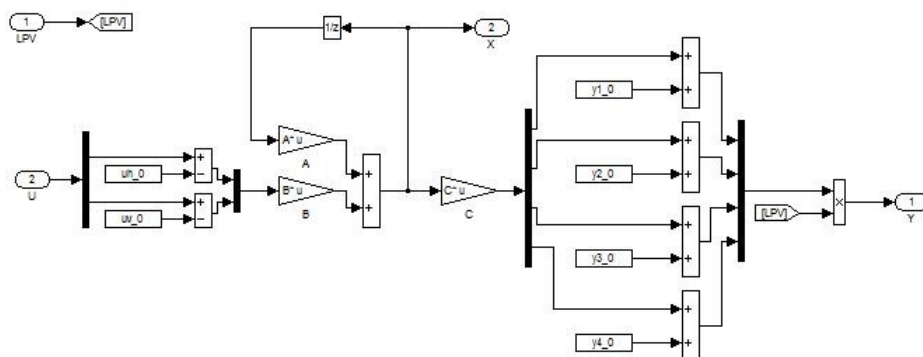 1
LPV
[LPV]
1/z
2
X
y1_0
+
+
A* u
A
2
U
uh_0
+
−
uv_0
+
−
B* u
B
+
+
C* u
C
y2_0
+
+
[LPV]
×
1
Y
y3_0
+
+
y4_0
+
+